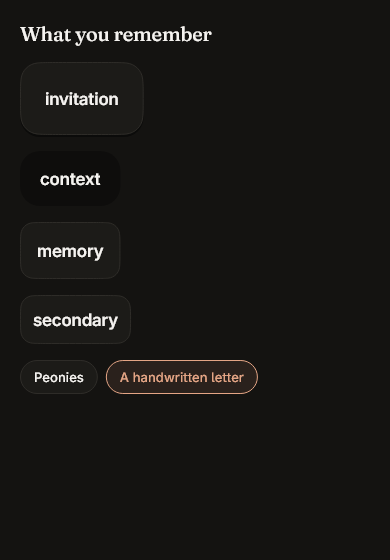 What you remember
invitation
context
memory
secondary
Peonies
A handwritten letter